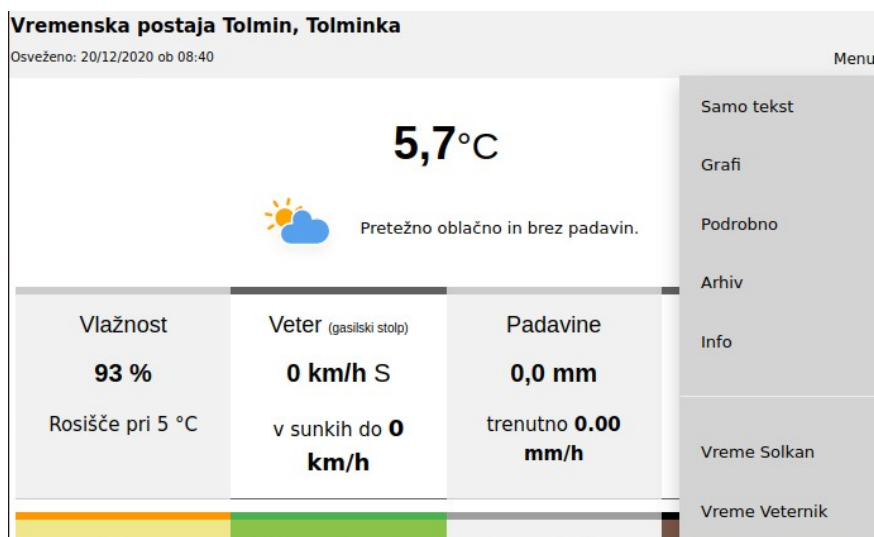 Vremenska postaja Tolmin, Tolminka
Osveženo: 20/12/2020 ob 08:40
Menu
Samo tekst
Grafi
Podrobno
Arhiv
Info
Vreme Solkan
Vreme Veternik
5,7°C
Pretežno oblačno in brez padavin.
Vlažnost
93 %
Rosišče pri 5 °C
Veter (gasilski stolp)
0 km/h S
v sunkih do 0
km/h
Padavine
0,0 mm
trenutno 0.00
mm/h